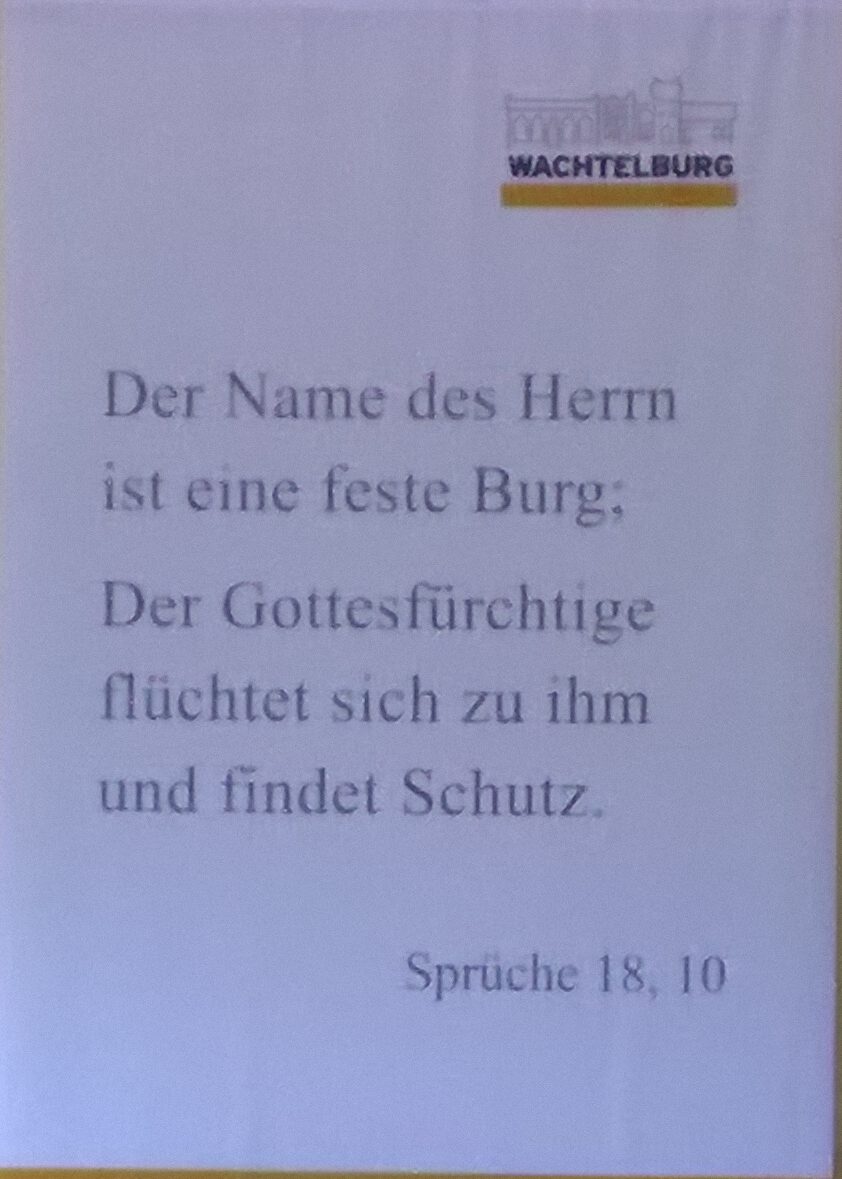 WACHTELBURG
Der Name des Herrn
ist eine feste Burg;
Der Gottesfürchtige
flüchtet sich zu ihm
und findet Schutz.
Sprüche 18, 10